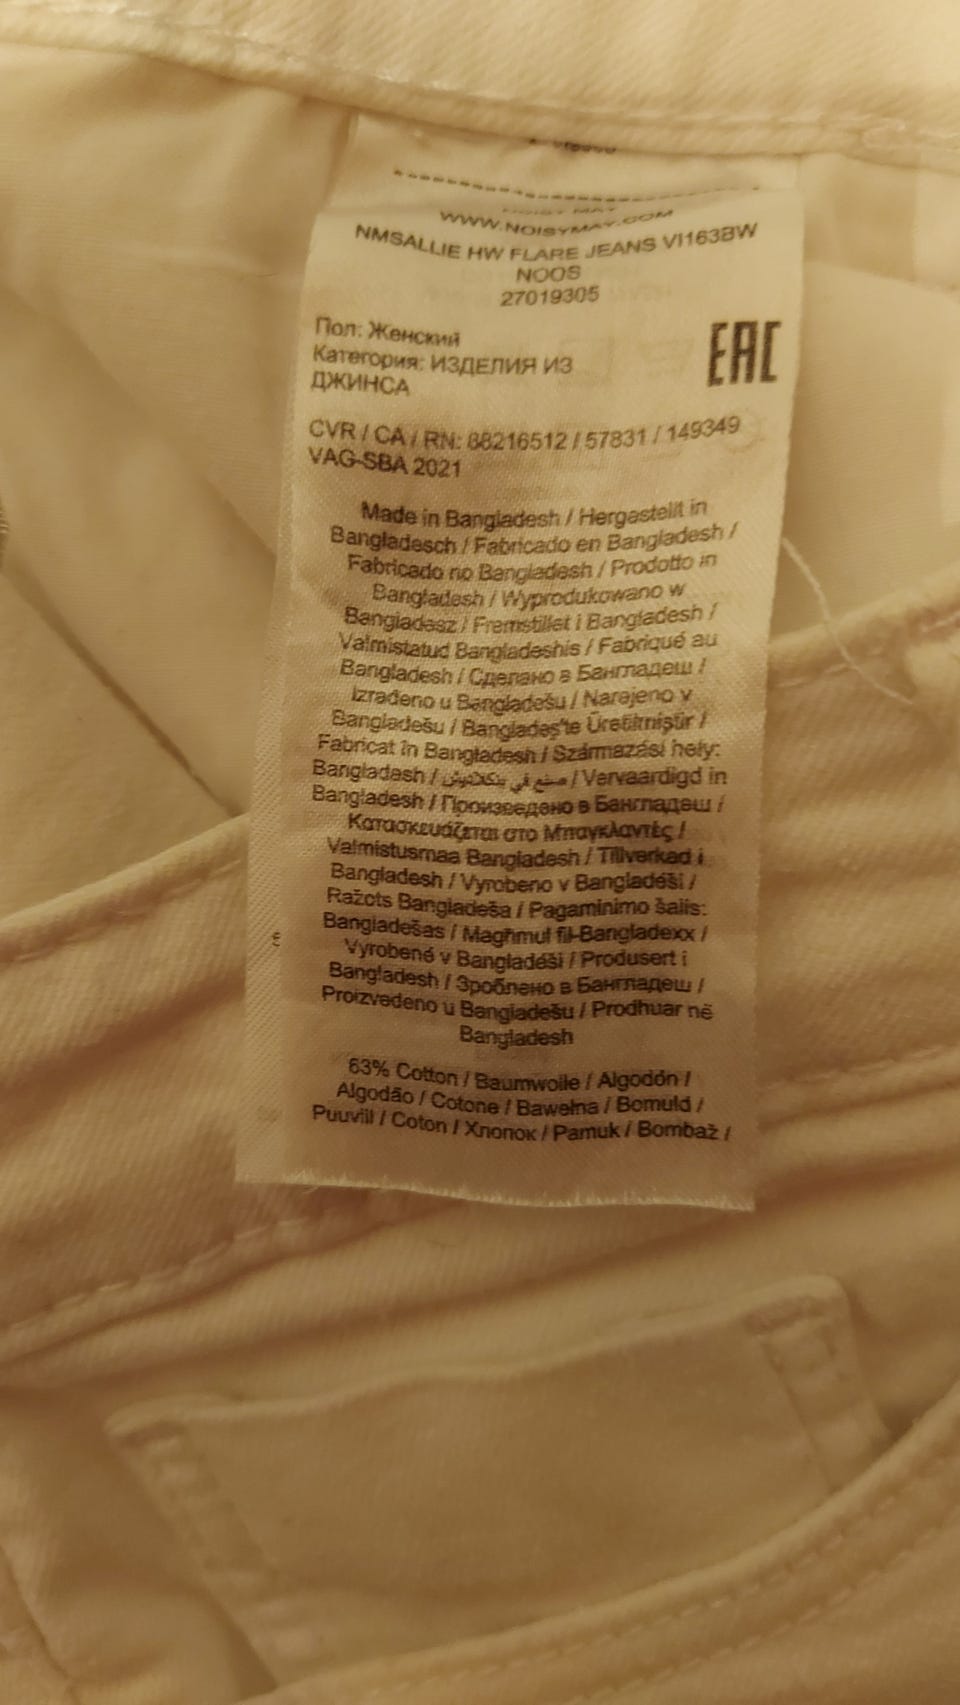 NOISY MAY
WWW.NOISYMAY.COM
NMSALLIE HW FLARE JEANS VI163BW
NOOS
27019305
Пол: Женский
Категория: ИЗДЕЛИЯ ИЗ
ДЖИНСА
EAC
CVR / CA / RN: 88216512 / 57831 / 149349
VAG-SBA 2021
Made in Bangladesh / Hergestellt in
Bangladesch / Fabricado en Bangladesh /
Fabricado no Bangladesh / Prodotto in
Bangladesh / Wyprodukowano w
Bangladesz / Fremstillet i Bangladesh /
Valmistatud Bangladeshis / Fabriqué au
Bangladesh / Сделано в Бангладеш /
Izrađeno u Bangladešu / Narejeno v
Bangladešu / Bangladeş'te Üretilmiştir /
Fabricat în Bangladesh / Származási hely:
Bangladash / صنع في بنكلاديش / Vervaardigd in
Bangladesh / Произведено в Бангладеш /
Κατασκευάζεται στο Μπαγκλαντές /
Valmistusmaa Bangladesh / Tillverkad i
Bangladesh / Vyrobeno v Bangladéši /
Ražots Bangladeša / Pagaminimo šalis:
Bangladešas / Magħmul fil-Bangladexx /
Vyrobené v Bangladéši / Produsert i
Bangladesh / Зроблено в Бангладеш /
Proizvedeno u Bangladešu / Prodhuar në
Bangladesh
63% Cotton / Baumwolle / Algodón /
Algodão / Cotone / Bawełna / Bomuld /
Puuvill / Coton / Хлопок / Pamuk / Bombaž /